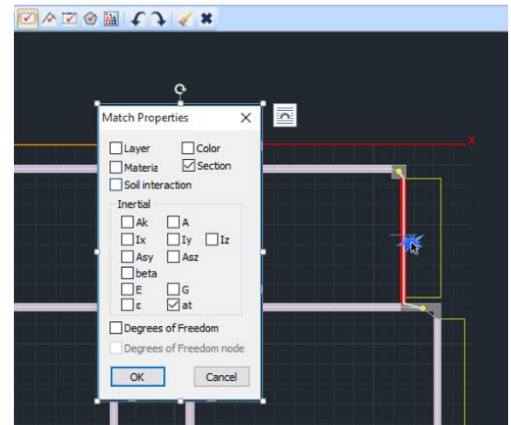 Match Properties
Layer Color
Materia Section
Soil interaction
Inertial
Ak A
Ix Iy Iz
Asy Asz
beta
E G
ε at
Degrees of Freedom
Degrees of Freedom node
OK Cancel
X